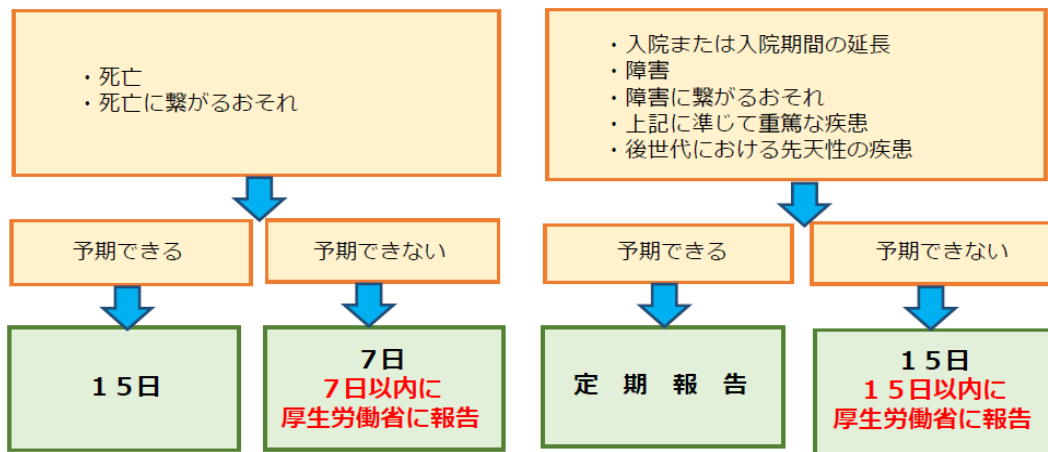 ・死亡
・死亡に繋がるおそれ
予期できる
予期できない
１５日
７日
７日以内に
厚生労働省に報告
・入院または入院期間の延長
・障害
・障害に繋がるおそれ
・上記に準じて重篤な疾患
・後世代における先天性の疾患
予期できる
予期できない
定 期 報 告
１５日
１５日以内に
厚生労働省に報告